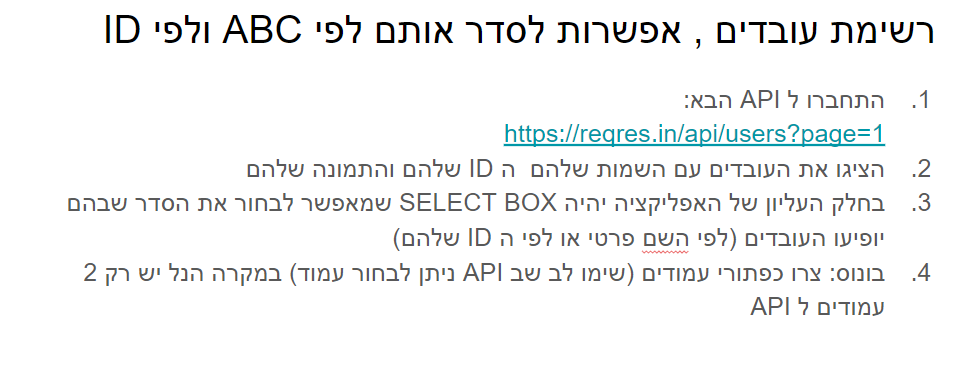 רשימת עובדים , אפשרות לסדר אותם לפי ABC ולפי ID
1. התחברו ל API הבא:
https://reqres.in/api/users?page=1
2. הציגו את העובדים עם השמות שלהם ה ID שלהם והתמונה שלהם
3. בחלק העליון של האפליקציה יהיה SELECT BOX שמאפשר לבחור את הסדר שבהם
יופיעו העובדים (לפי השם פרטי או לפי ה ID שלהם)
4. בונוס: צרו כפתורי עמודים (שימו לב שב API ניתן לבחור עמוד) במקרה הנל יש רק 2
עמודים ל API